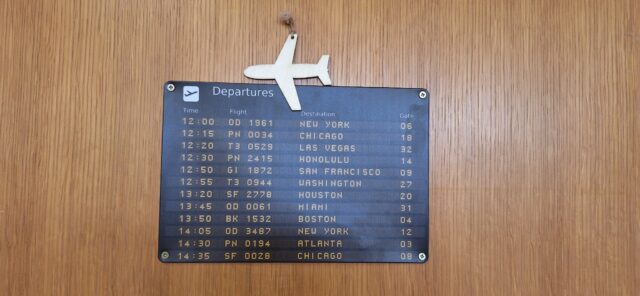 Departures
Time Flight Destination Gate
12:00 OD 1961 NEW YORK 06
12:15 PN 0034 CHICAGO 18
12:20 T3 0529 LAS VEGAS 32
12:30 PN 2415 HONOLULU 14
12:50 GI 1872 SAN FRANCISCO 09
12:55 T3 0944 WASHINGTON 27
13:20 SF 2778 HOUSTON 20
13:45 OD 0061 MIAMI 31
13:50 BK 1532 BOSTON 04
14:05 OD 3487 NEW YORK 12
14:30 PN 0194 ATLANTA 03
14:35 SF 0028 CHICAGO 08